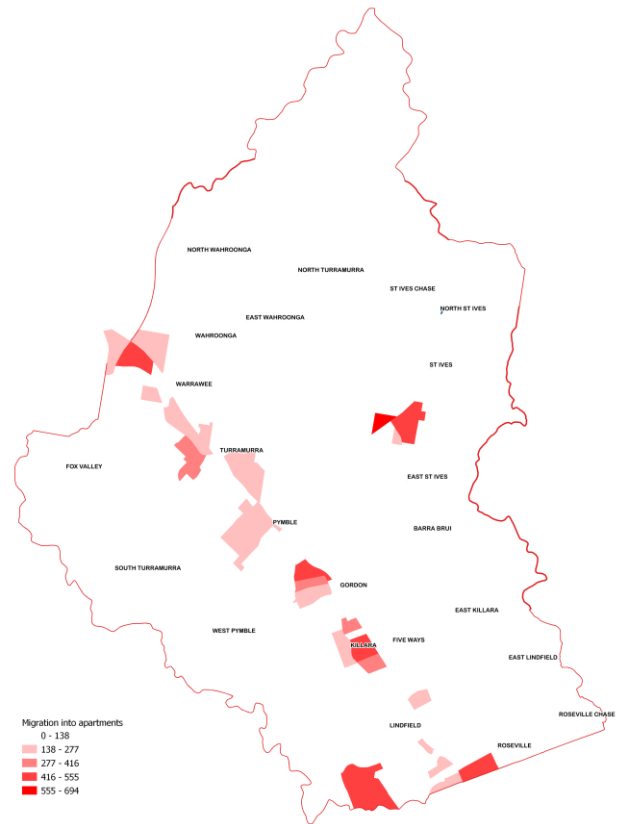 NORTH WAHROONGA
NORTH TURRAMURRA
ST IVES CHASE
NORTH ST IVES
EAST WAHROONGA
WAHROONGA
ST IVES
WARRAWEE
TURRAMURRA
FOX VALLEY
EAST ST IVES
PYMBLE
BARRA BRUI
SOUTH TURRAMURRA
GORDON
EAST KILLARA
WEST PYMBLE
FIVE WAYS
KILLARA
EAST LINDFIELD
ROSEVILLE CHASE
LINDFIELD
ROSEVILLE
Migration into apartments
0 - 138
138 - 277
277 - 416
416 - 555
555 - 694